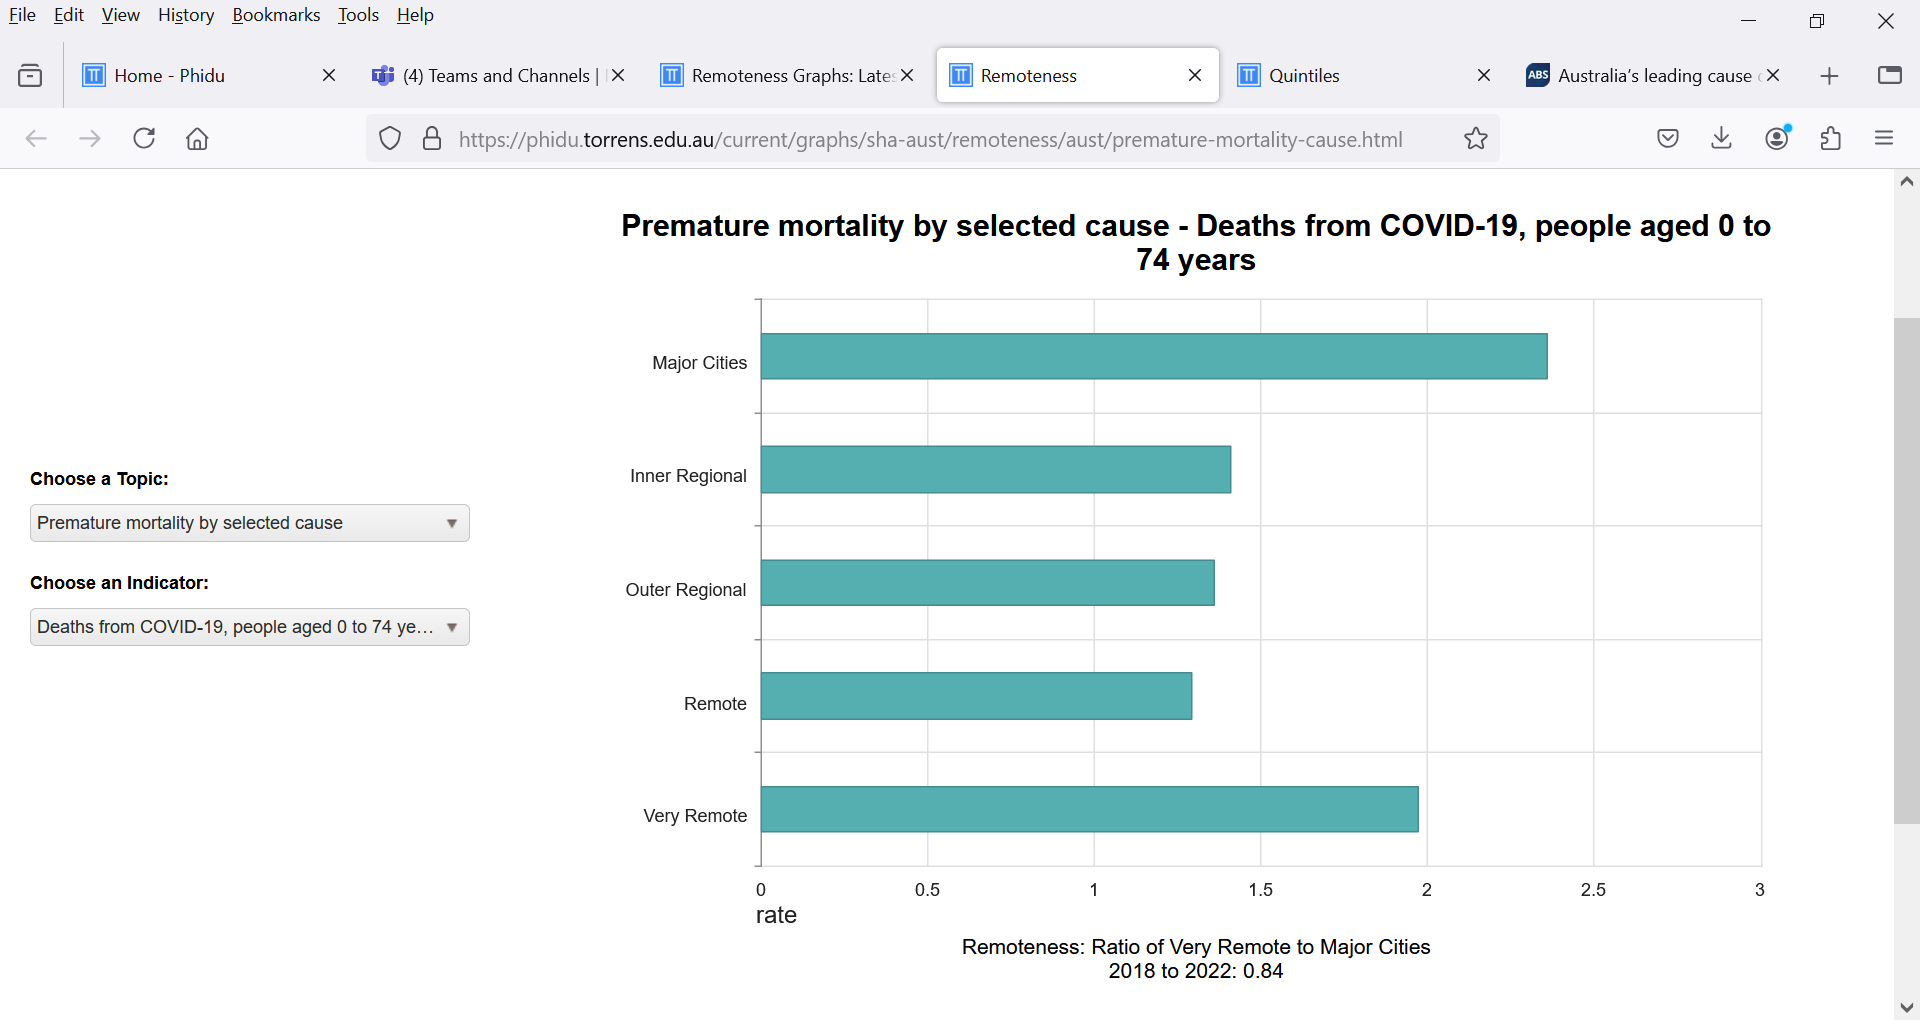 File Edit View History Bookmarks Tools Help
Home - Phidu
(4) Teams and Channels |
Remoteness Graphs: Lates
Remoteness
Quintiles
ABS Australia's leading cause
https://phidu.torrens.edu.au/current/graphs/sha-aust/remoteness/aust/premature-mortality-cause.html
Premature mortality by selected cause - Deaths from COVID-19, people aged 0 to
74 years
Choose a Topic:
Premature mortality by selected cause
Choose an Indicator:
Deaths from COVID-19, people aged 0 to 74 ye...
Major Cities
Inner Regional
Outer Regional
Remote
Very Remote
0 0.5 1 1.5 2 2.5 3
rate
Remoteness: Ratio of Very Remote to Major Cities
2018 to 2022: 0.84